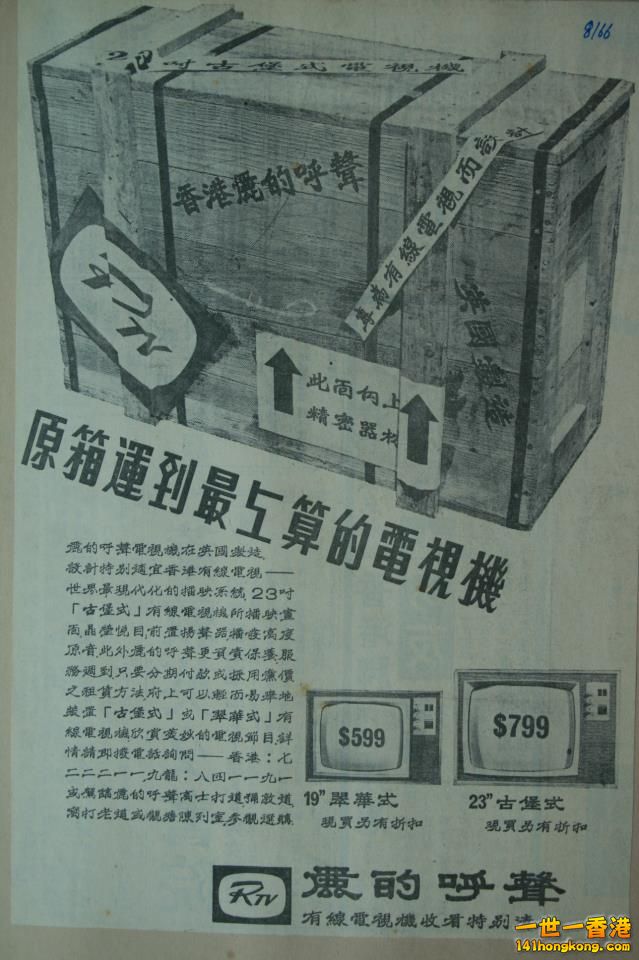 8/66
23吋古堡式電視機
香港麗的呼聲
專為有線電視而設計
英國製造
RTV
此面向上
精密器材
原箱運到最上算的電視機
麗的呼聲電視機在英國製造
設計特別適宜香港有線電視——
世界最現代化的播映系統，23吋
「古堡式」有線電視機所播映畫
面晶瑩悅目前置揚聲器播音高度
原音此外麗的呼聲更負責保養服
務週到只要分期付款或採用廉價
之租賃方法府上可以輕而易舉地
裝置「古堡式」或「翠華式」有
線電視機欣賞美妙的電視節目詳
情請即撥電話詢問——香港：七
二二二一一九龍：八四一一九一
或駕臨麗的呼聲高士打道彌敦道
窩打老道或觀塘陳列室參觀選購
$599
19” 翠華式
現買另有折扣
$799
23” 古堡式
現買另有折扣
RTV
麗的呼聲
有線電視機收看特別清
一世一香港
141hongkong.com